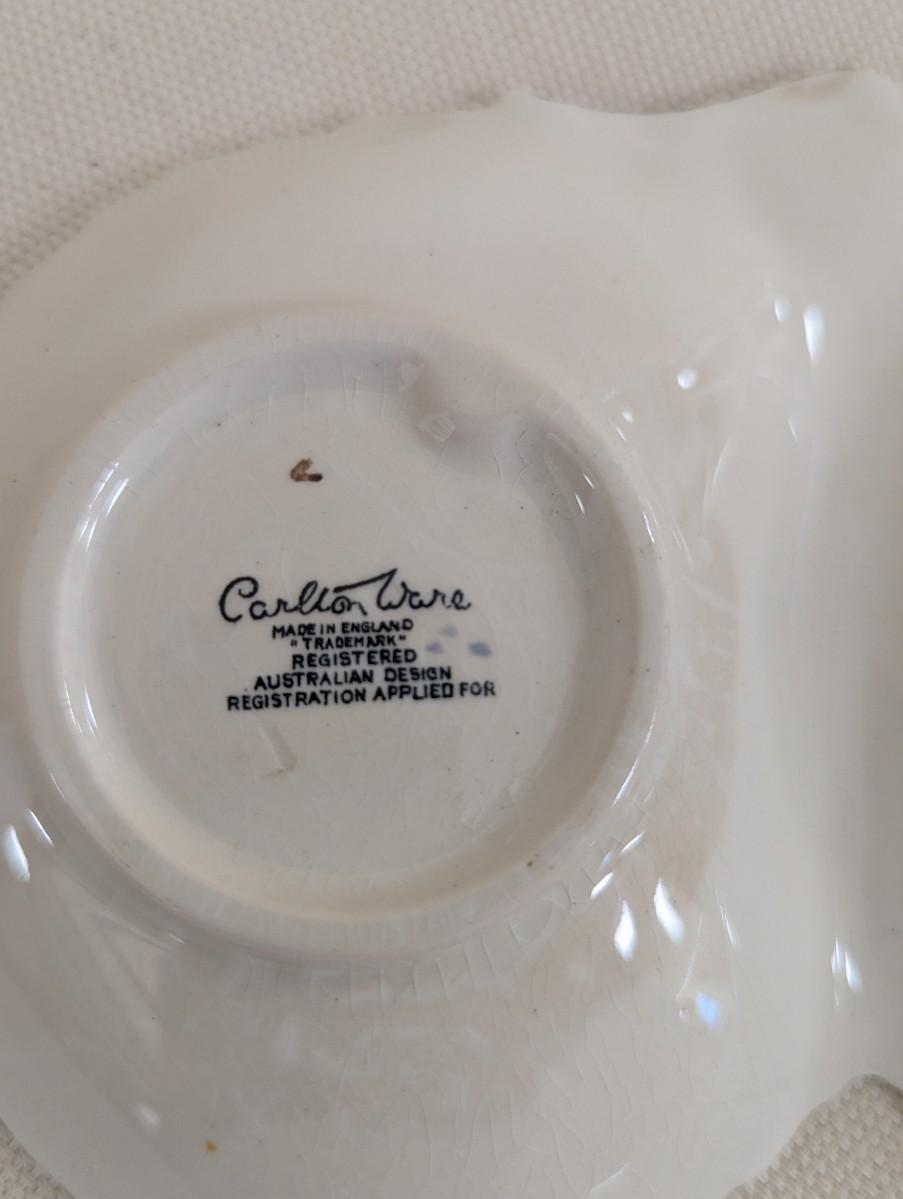 Carlton Ware
MADE IN ENGLAND
"TRADEMARK"
REGISTERED
AUSTRALIAN DESIGN
REGISTRATION APPLIED FOR